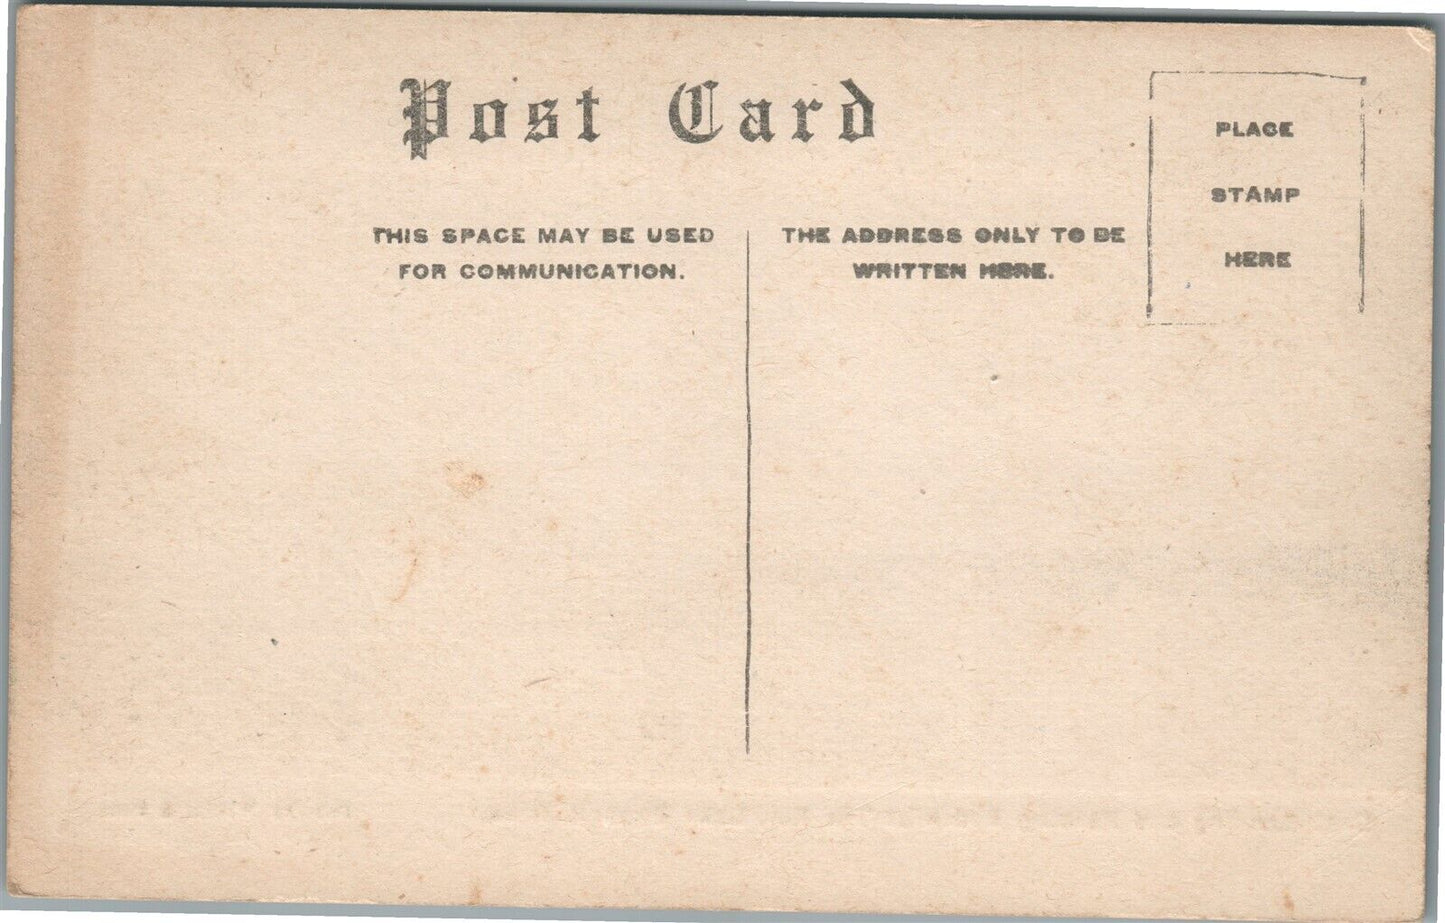 Post Card
THIS SPACE MAY BE USED
FOR COMMUNICATION.
THE ADDRESS ONLY TO BE
WRITTEN HERE.
PLACE
STAMP
HERE